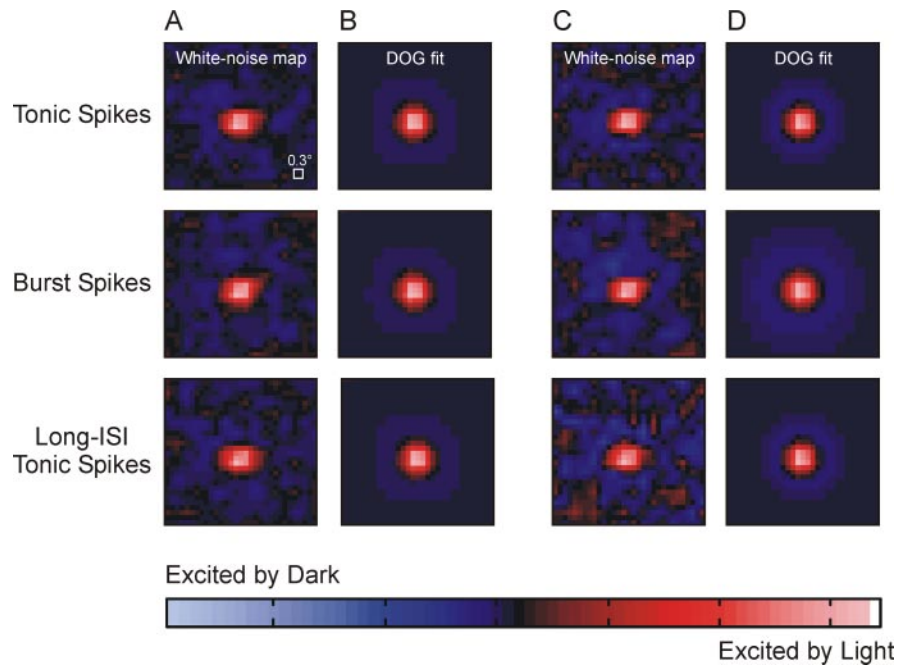 A
B
C
D
White-noise map
DOG fit
White-noise map
DOG fit
Tonic Spikes
0.3°
Burst Spikes
Long-ISI
Tonic Spikes
Excited by Dark
Excited by Light